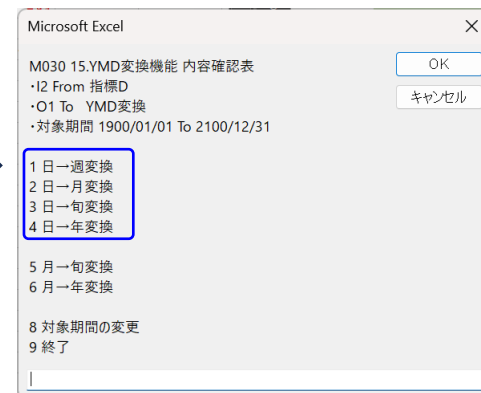 Microsoft Excel
M030 15.YMD変換機能 内容確認表
OK
・I2 From 指標D
キャンセル
・O1 To YMD変換
・対象期間 1900/01/01 To 2100/12/31
1 日→週変換
2 日→月変換
3 日→旬変換
4 日→年変換
5 月→旬変換
6 月→年変換
8 対象期間の変更
9 終了